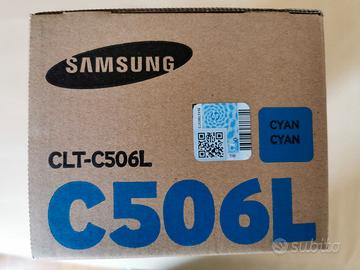 SAMSUNG
CYAN
CYAN
CLT-C506L
C506L
subito